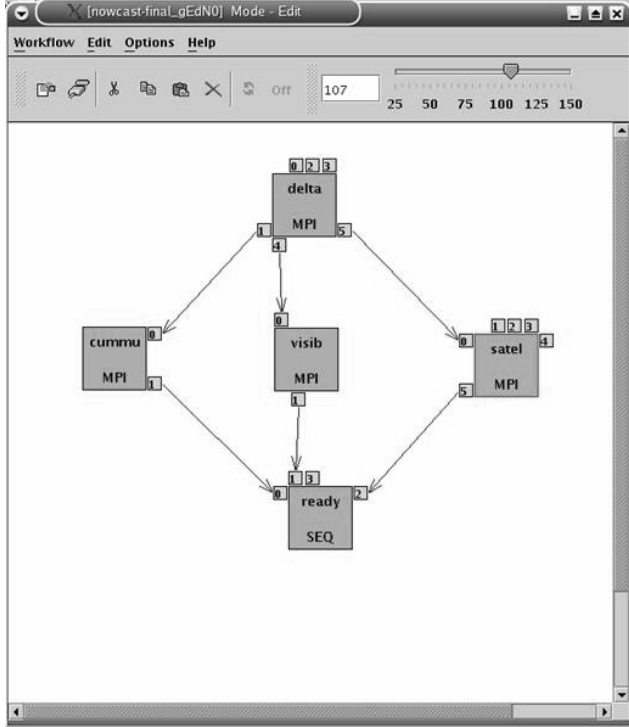 [nowcast-final_gEdN0] Mode - Edit
Workflow Edit Options Help
Off 107
25 50 75 100 125 150
0 2 3
delta
MPI
1 4 5
0
cummu
MPI
1
0
visib
MPI
1
1 2 3
0 4
satel
MPI
5
1 3
0 2
ready
SEQ